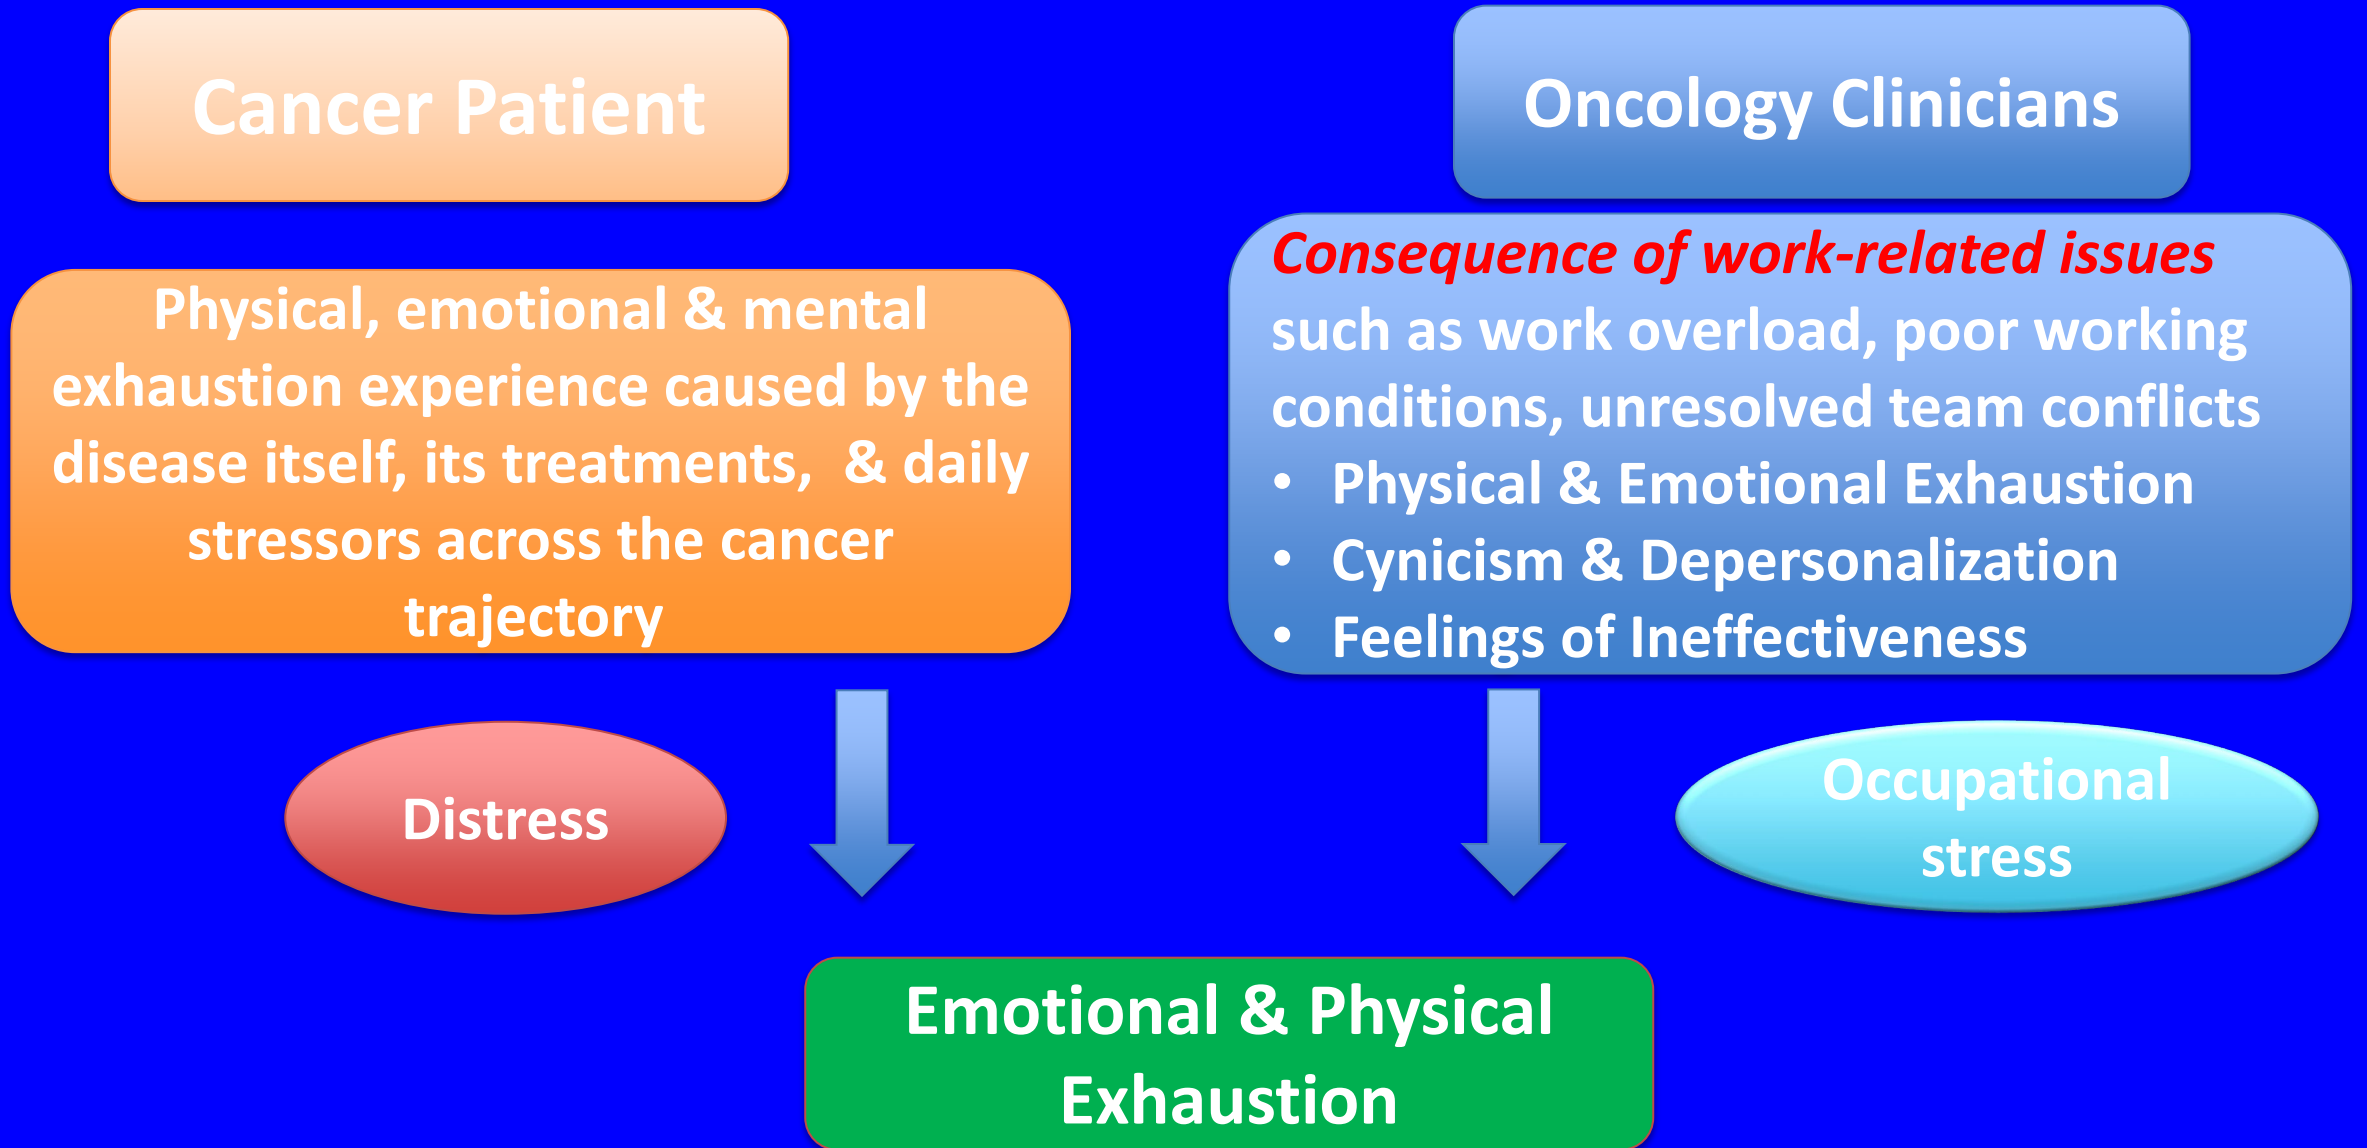 Cancer Patient
Physical, emotional & mental
exhaustion experience caused by the
disease itself, its treatments,  & daily
stressors across the cancer
trajectory
Distress
Oncology Clinicians
Consequence of work-related issues
such as work overload, poor working
conditions, unresolved team conflicts
• Physical & Emotional Exhaustion
• Cynicism & Depersonalization
• Feelings of Ineffectiveness
Occupational
stress
Emotional & Physical
Exhaustion